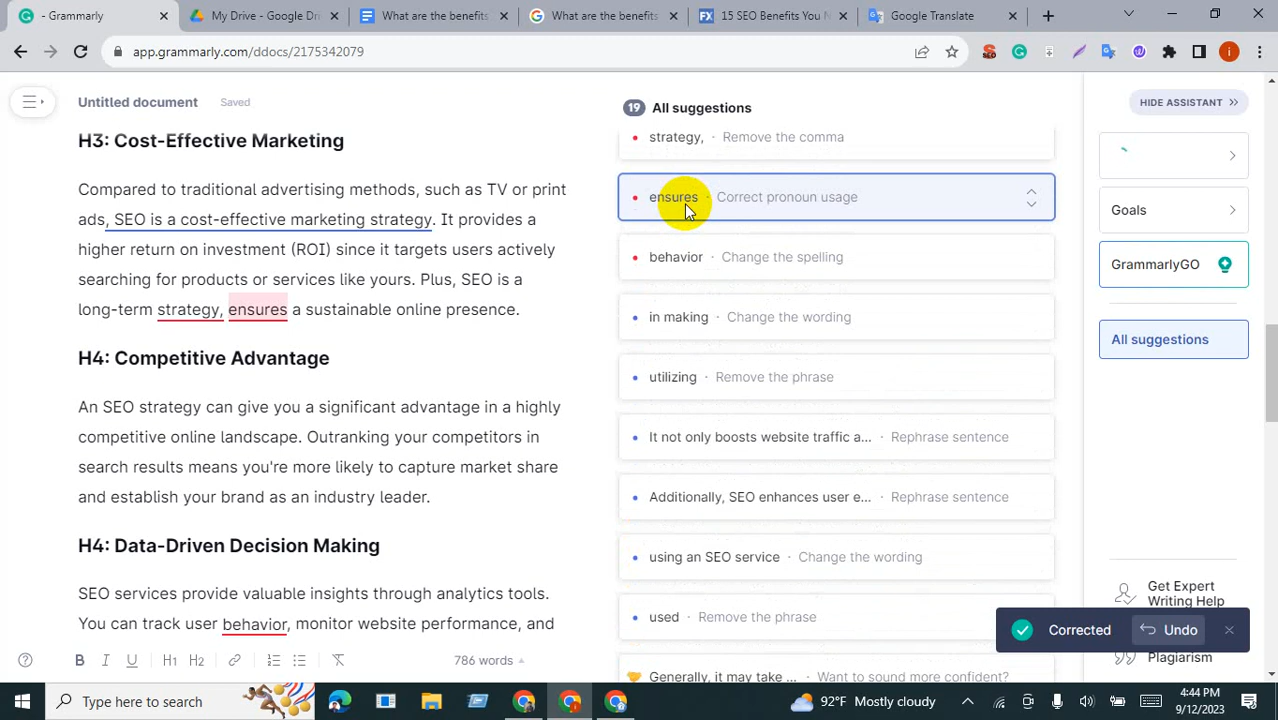 - Grammarly
My Drive - Google Dr
What are the benefits
What are the benefits
15 SEO Benefits You N
Google Translate
app.grammarly.com/ddocs/2175342079
Untitled document
Saved
H3: Cost-Effective Marketing
Compared to traditional advertising methods, such as TV or print
ads, SEO is a cost-effective marketing strategy. It provides a
higher return on investment (ROI) since it targets users actively
searching for products or services like yours. Plus, SEO is a
long-term strategy, ensures a sustainable online presence.
H4: Competitive Advantage
An SEO strategy can give you a significant advantage in a highly
competitive online landscape. Outranking your competitors in
search results means you're more likely to capture market share
and establish your brand as an industry leader.
H4: Data-Driven Decision Making
SEO services provide valuable insights through analytics tools.
You can track user behavior, monitor website performance, and
B I U H1 H2
786 words
19 All suggestions
strategy, · Remove the comma
ensures · Correct pronoun usage
behavior · Change the spelling
in making · Change the wording
utilizing · Remove the phrase
It not only boosts website traffic a... · Rephrase sentence
Additionally, SEO enhances user e... · Rephrase sentence
using an SEO service · Change the wording
used · Remove the phrase
Generally, it may take ... · Want to sound more confident?
HIDE ASSISTANT
Goals
GrammarlyGO
All suggestions
Get Expert
Writing Help
Corrected
Undo
Plagiarism
Type here to search
92°F Mostly cloudy
4:44 PM
9/12/2023